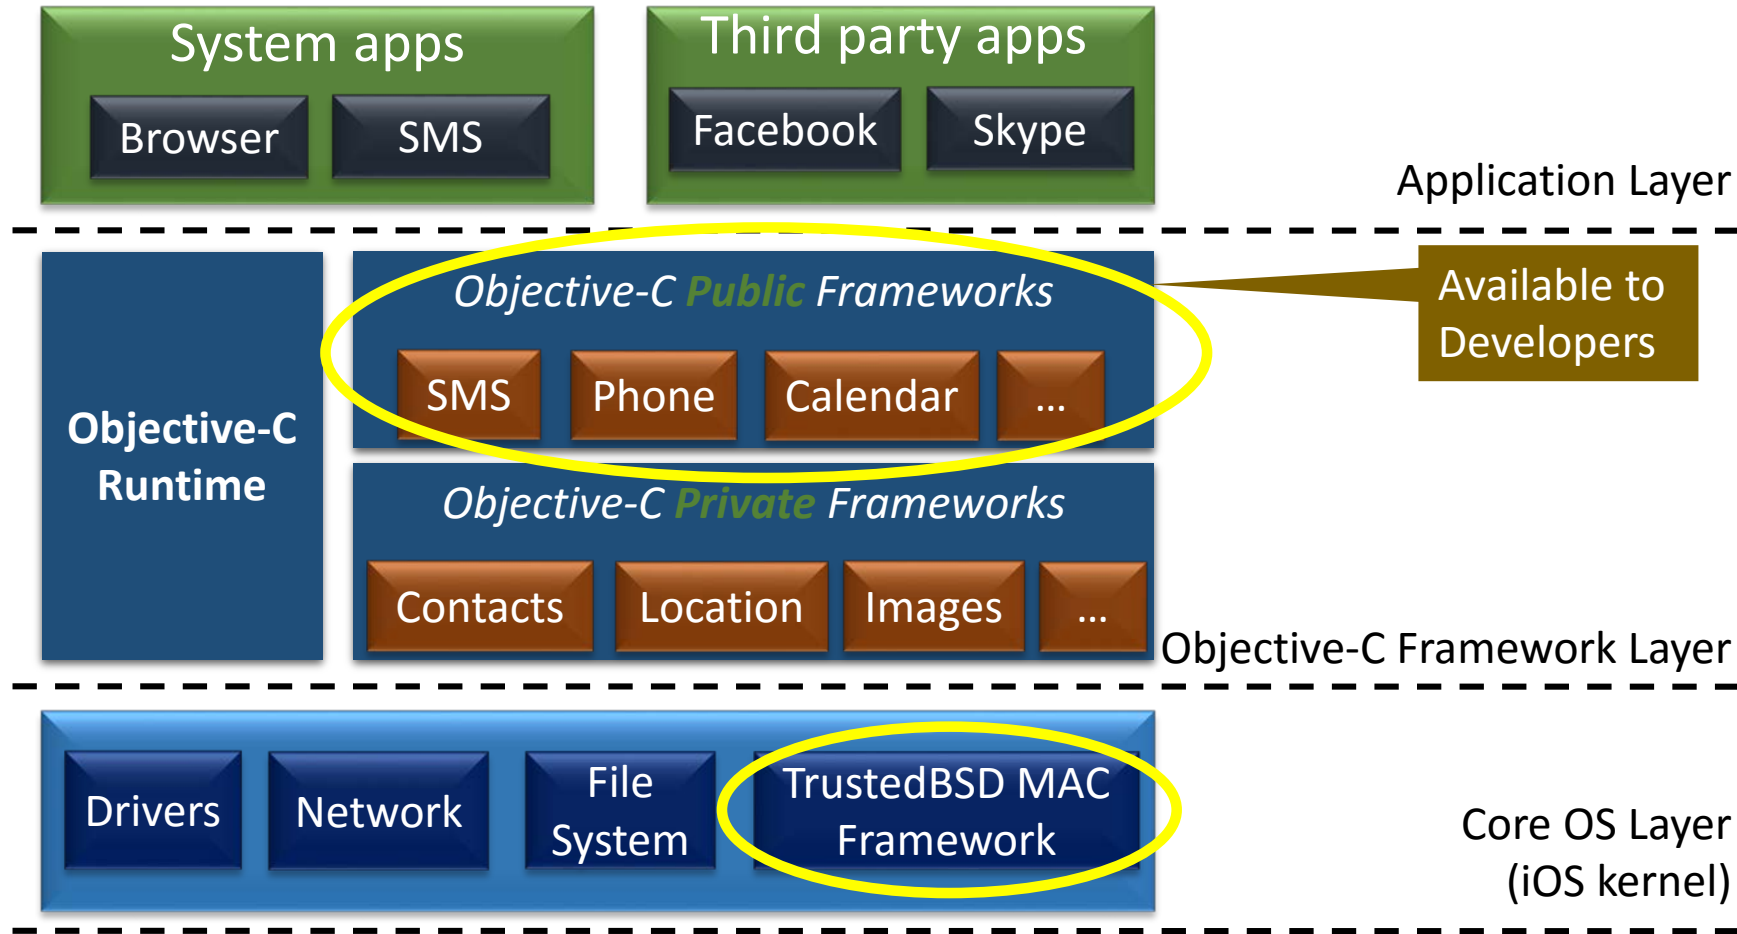 System apps
Browser
SMS
Third party apps
Facebook
Skype
Application Layer
Objective-C
Runtime
Objective-C Public Frameworks
SMS
Phone
Calendar
...
Available to
Developers
Objective-C Private Frameworks
Contacts
Location
Images
...
Objective-C Framework Layer
Drivers
Network
File
System
TrustedBSD MAC
Framework
Core OS Layer
(iOS kernel)